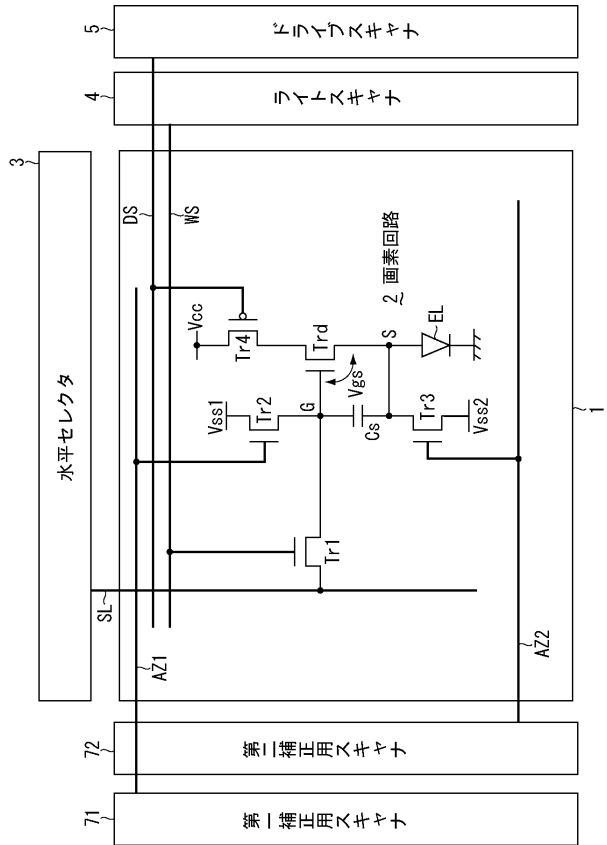 5
ドライブスキャナ
4
ライトスキャナ
3
水平セレクタ
DS
WS
2 画素回路
Vcc
Tr4
Trd
S
EL
Vgs
G
Vss1
Tr2
Cs
Tr3
Vss2
1
Tr1
SL
AZ1
AZ2
72
第二補正用スキャナ
71
第一補正用スキャナ